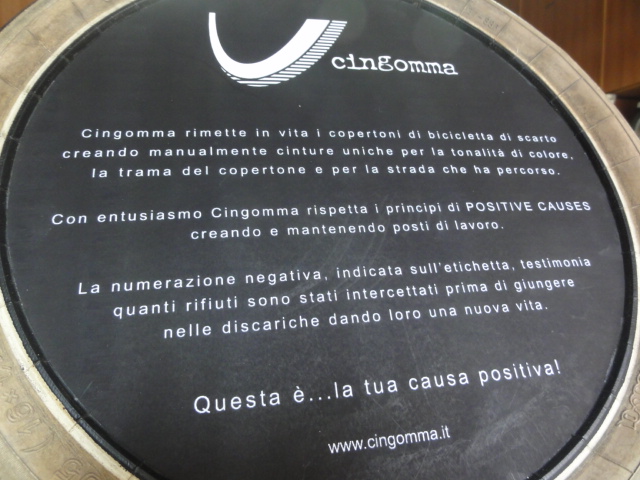 cingomma
Cingomma rimette in vita i copertoni di bicicletta di scarto
creando manualmente cinture uniche per la tonalità di colore,
la trama del copertone e per la strada che ha percorso.
Con entusiasmo Cingomma rispetta i principi di POSITIVE CAUSES
creando e mantenendo posti di lavoro.
La numerazione negativa, indicata sull'etichetta, testimonia
quanti rifiuti sono stati intercettati prima di giungere
nelle discariche dando loro una nuova vita.
Questa è...la tua causa positiva!
www.cingomma.it